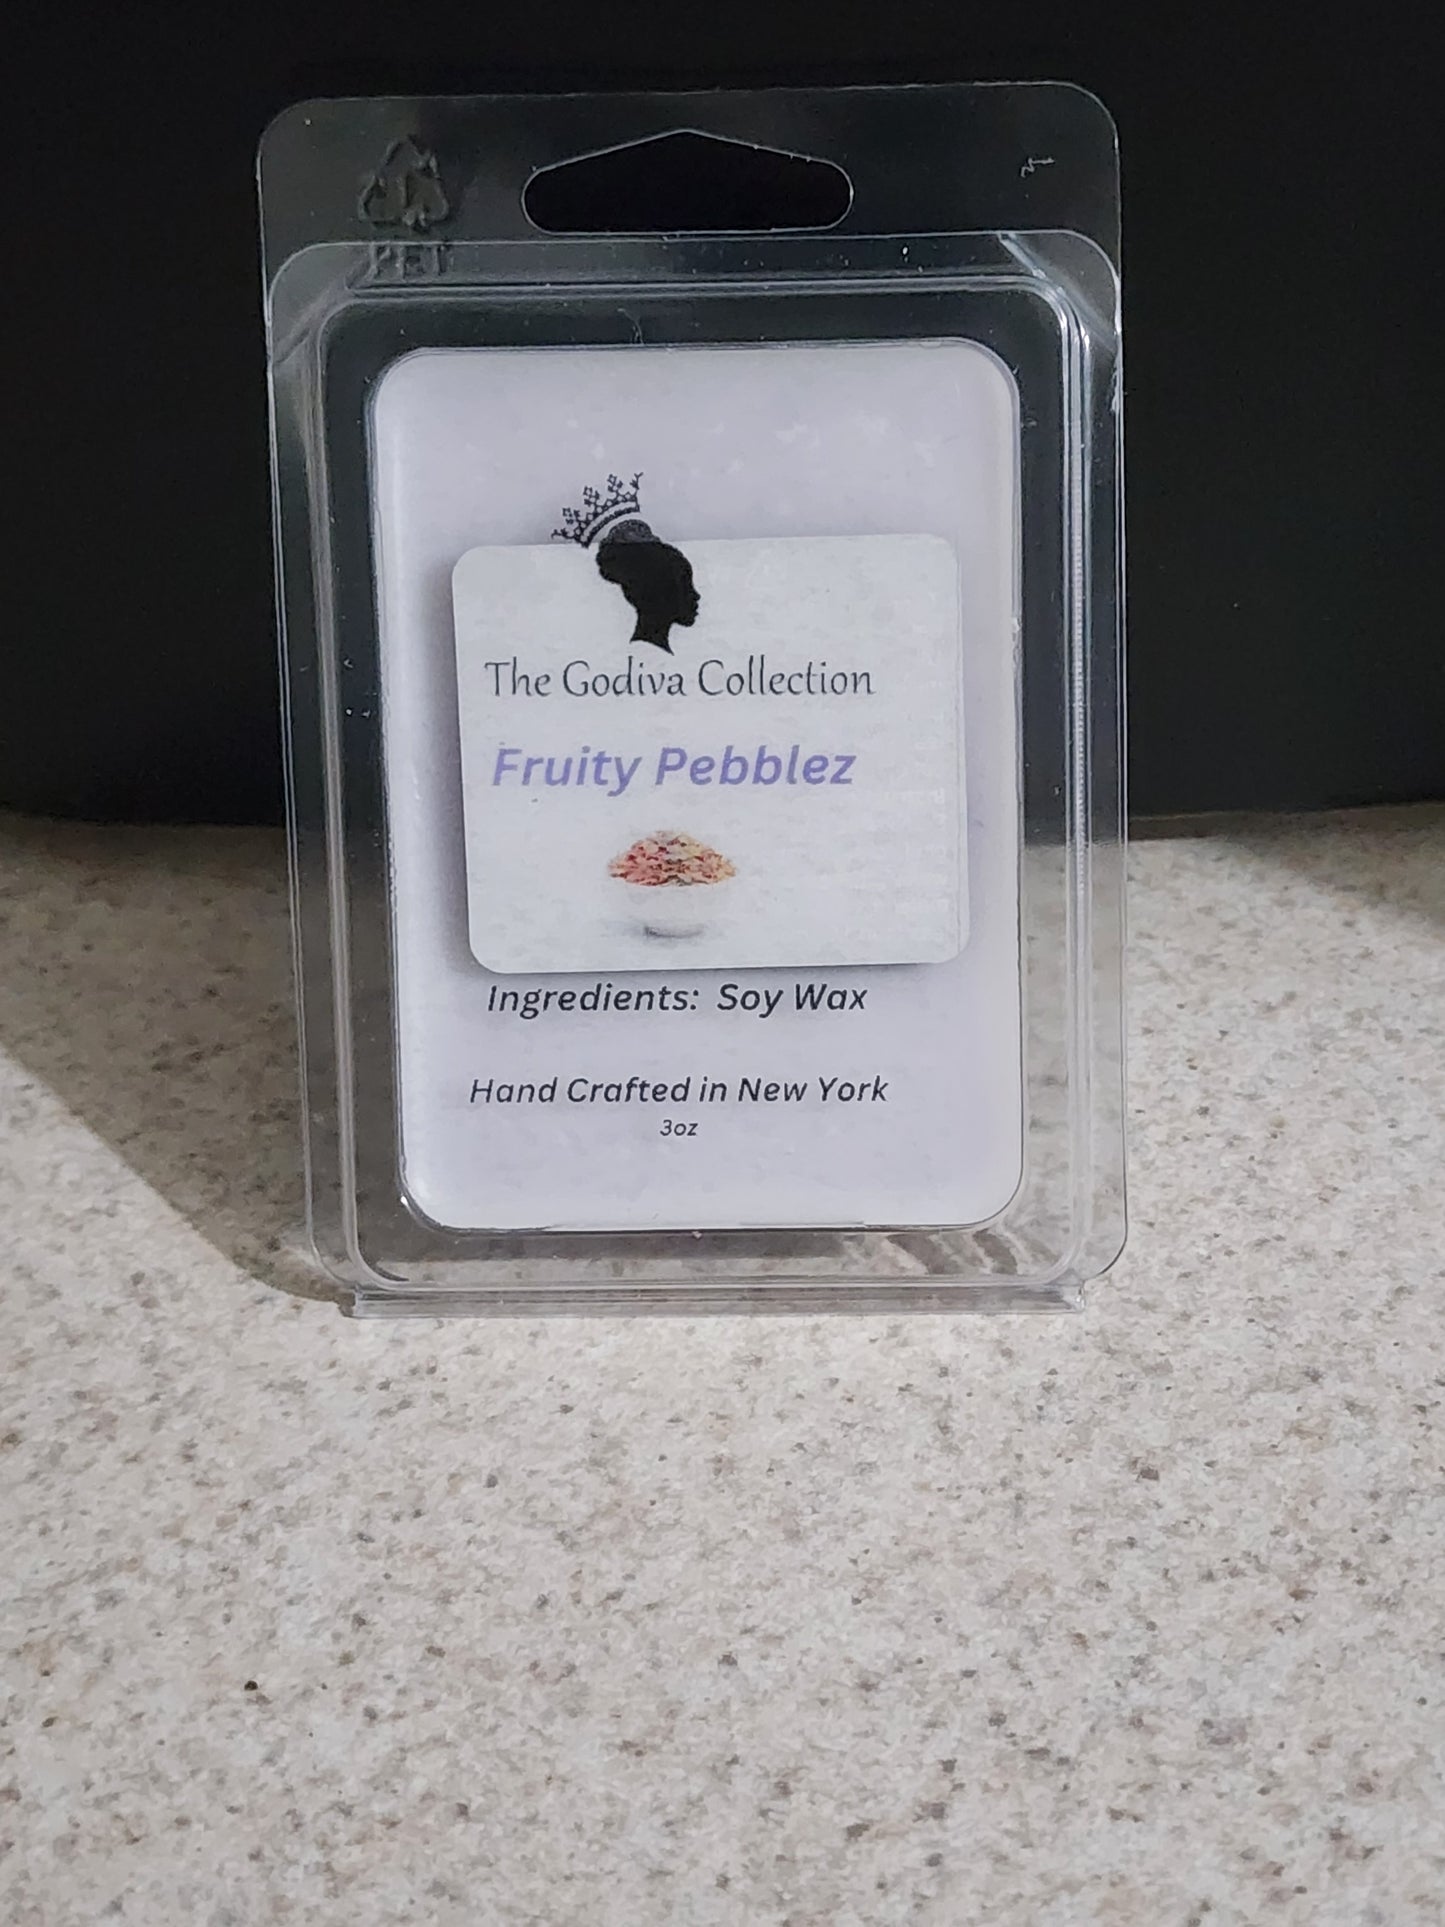 PET
The Godiva Collection
Fruity Pebblez
Ingredients: Soy Wax
Hand Crafted in New York
3oz